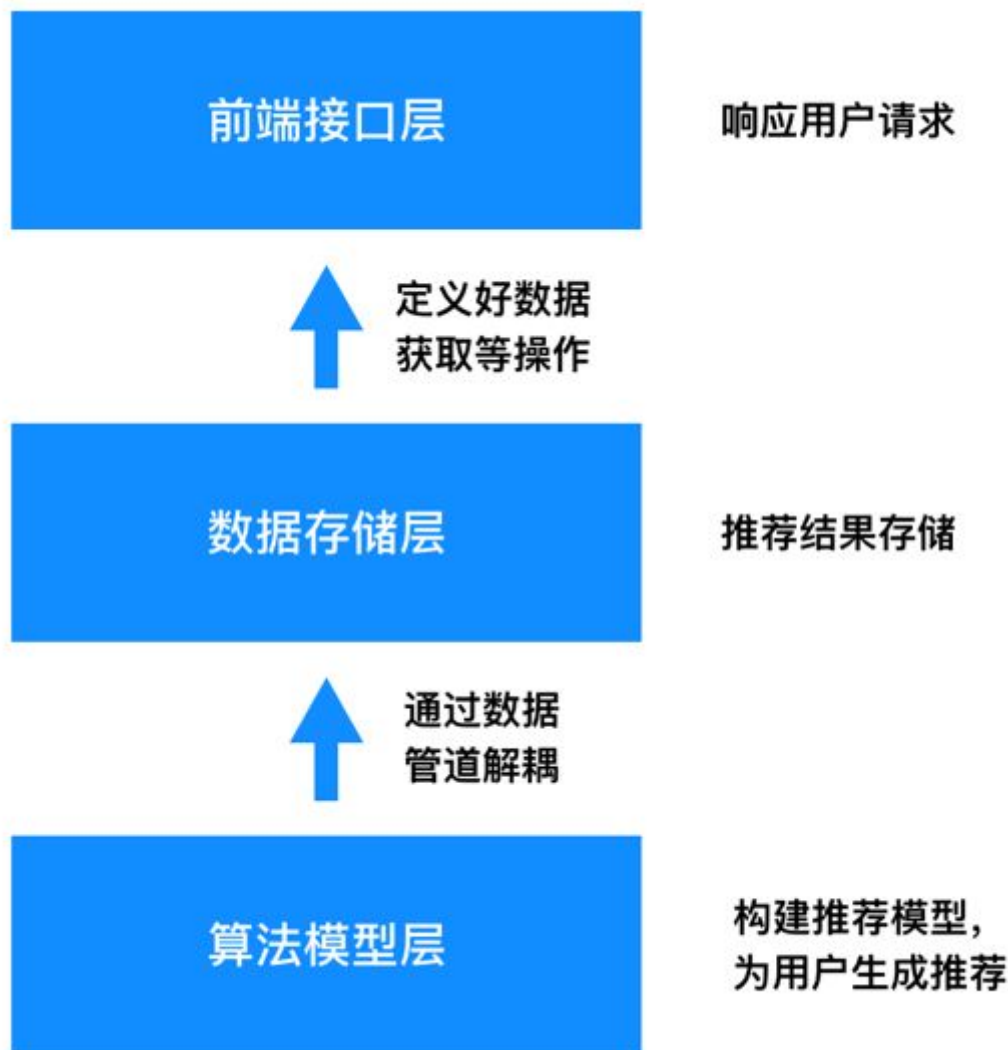 前端接口层
响应用户请求
定义好数据
获取等操作
数据存储层
推荐结果存储
通过数据
管道解耦
算法模型层
构建推荐模型，
为用户生成推荐